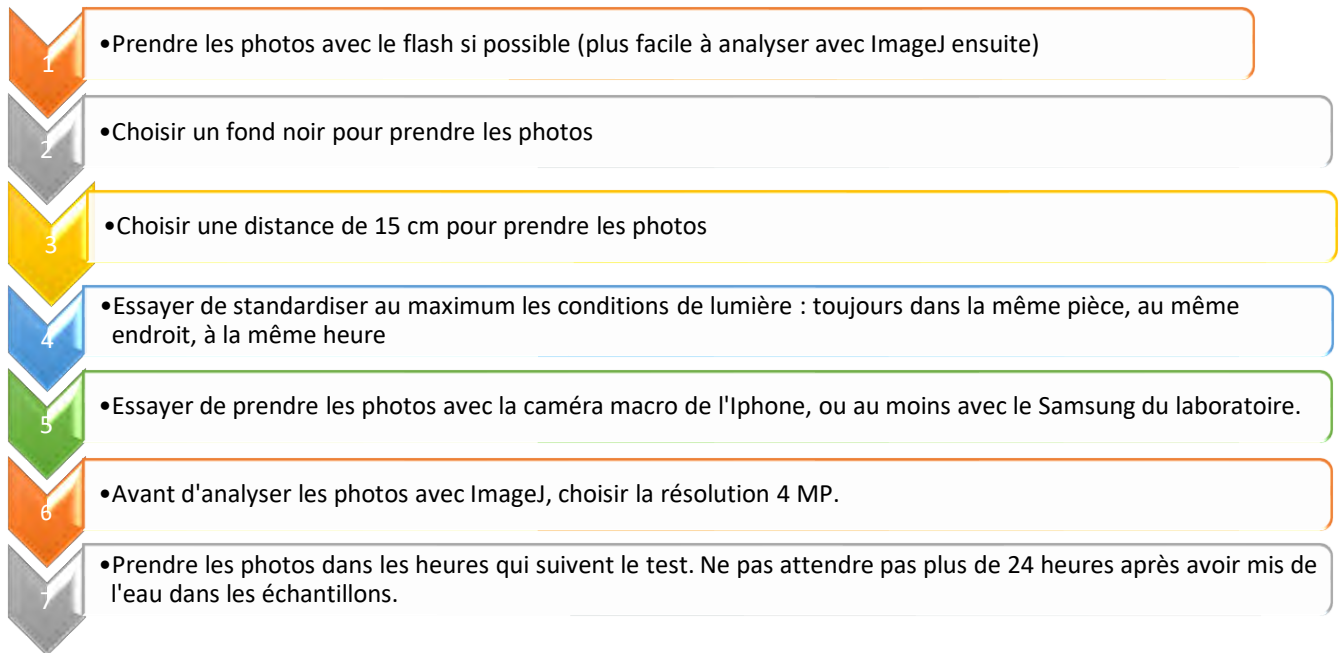 1
•Prendre les photos avec le flash si possible (plus facile à analyser avec ImageJ ensuite)
2
•Choisir un fond noir pour prendre les photos
3
•Choisir une distance de 15 cm pour prendre les photos
4
•Essayer de standardiser au maximum les conditions de lumière : toujours dans la même pièce, au même
endroit, à la même heure
5
•Essayer de prendre les photos avec la caméra macro de l'Iphone, ou au moins avec le Samsung du laboratoire.
6
•Avant d'analyser les photos avec ImageJ, choisir la résolution 4 MP.
7
•Prendre les photos dans les heures qui suivent le test. Ne pas attendre pas plus de 24 heures après avoir mis de
l'eau dans les échantillons.